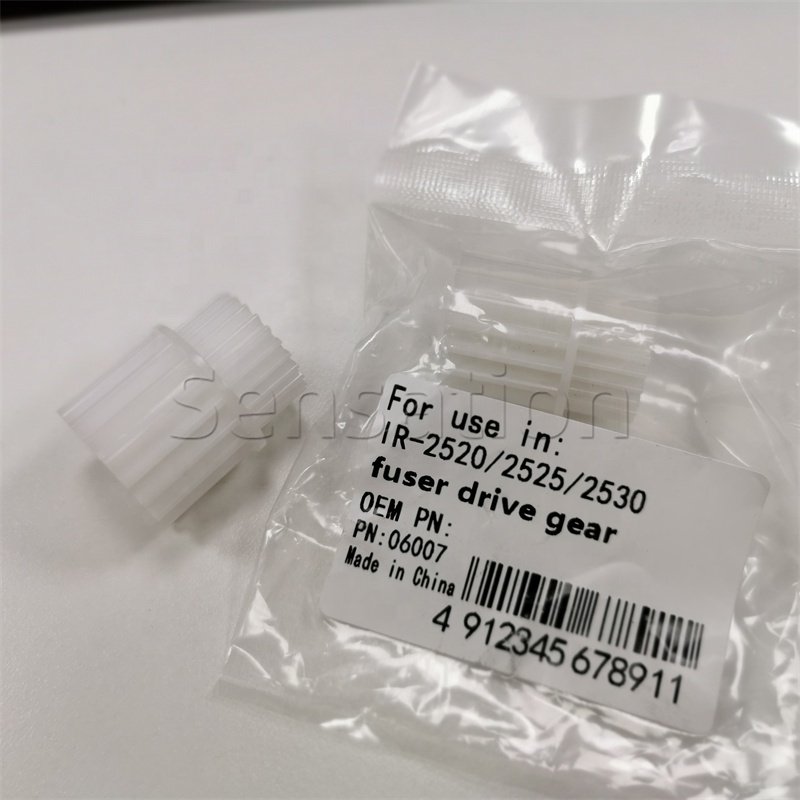 Sensation
For use in:
IR-2520/2525/2530
fuser drive gear
OEM PN:
PN:06007
Made in China
4 912345 678911